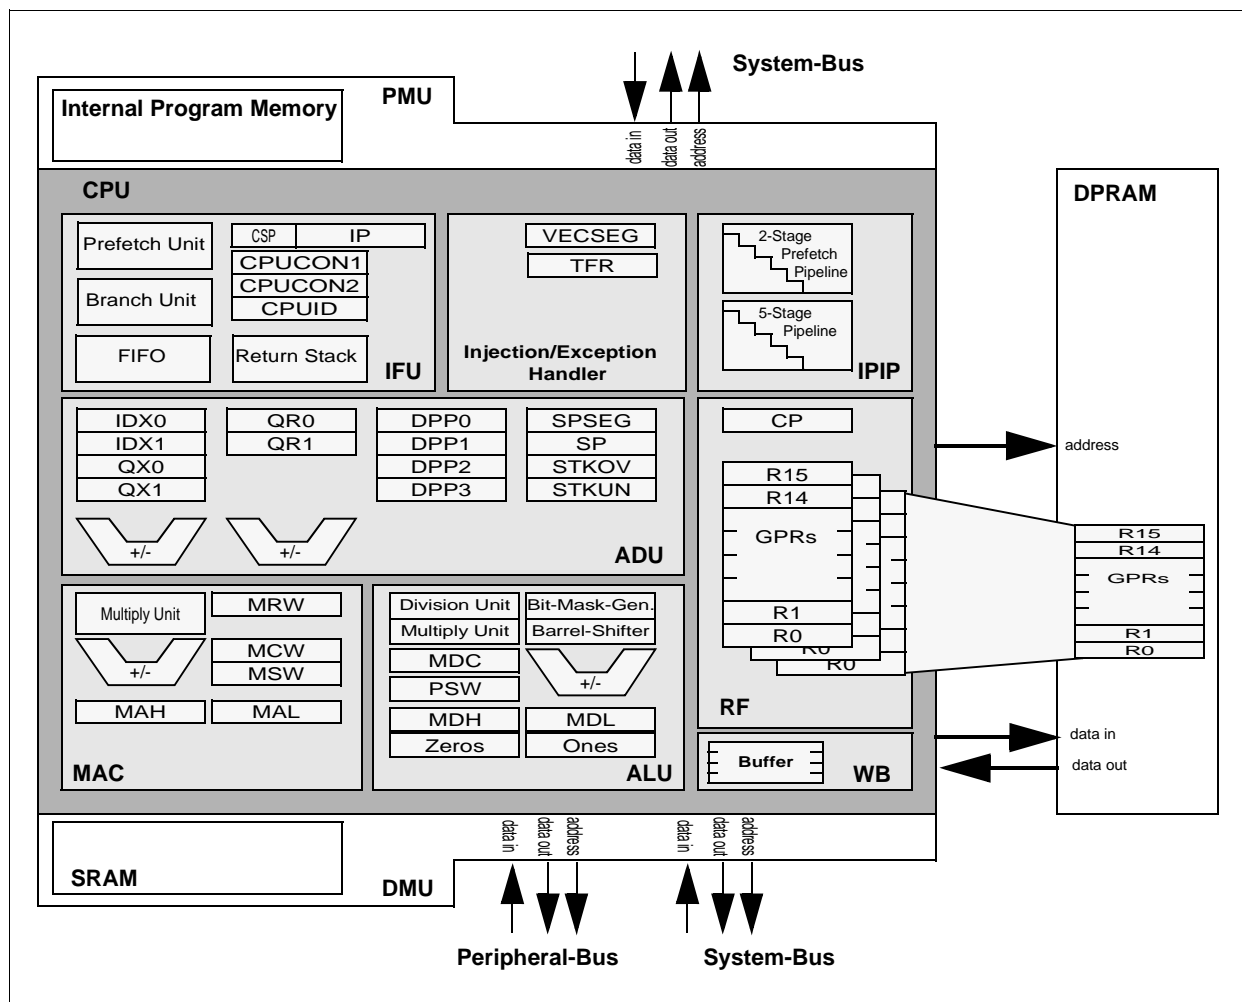 System-Bus
PMU
Internal Program Memory
data in
data out
address
CPU
DPRAM
Prefetch Unit
CSP
IP
CPUCON1
CPUCON2
CPUID
Branch Unit
FIFO
Return Stack
IFU
VECSEG
TFR
Injection/Exception
Handler
2-Stage
Prefetch
Pipeline
5-Stage
Pipeline
IPIP
IDX0
IDX1
QX0
QX1
QR0
QR1
DPP0
DPP1
DPP2
DPP3
SPSEG
SP
STKOV
STKUN
+/-
+/-
ADU
CP
R15
R14
GPRs
R1
R0
R0
R0
RF
address
R15
R14
GPRs
R1
R0
Multiply Unit
MRW
+/-
MCW
MSW
MAH
MAL
MAC
Division Unit
Multiply Unit
Bit-Mask-Gen.
Barrel-Shifter
MDC
PSW
+/-
MDH
MDL
Zeros
Ones
ALU
Buffer
WB
data in
data out
SRAM
DMU
data in
data out
address
data in
data out
address
Peripheral-Bus
System-Bus